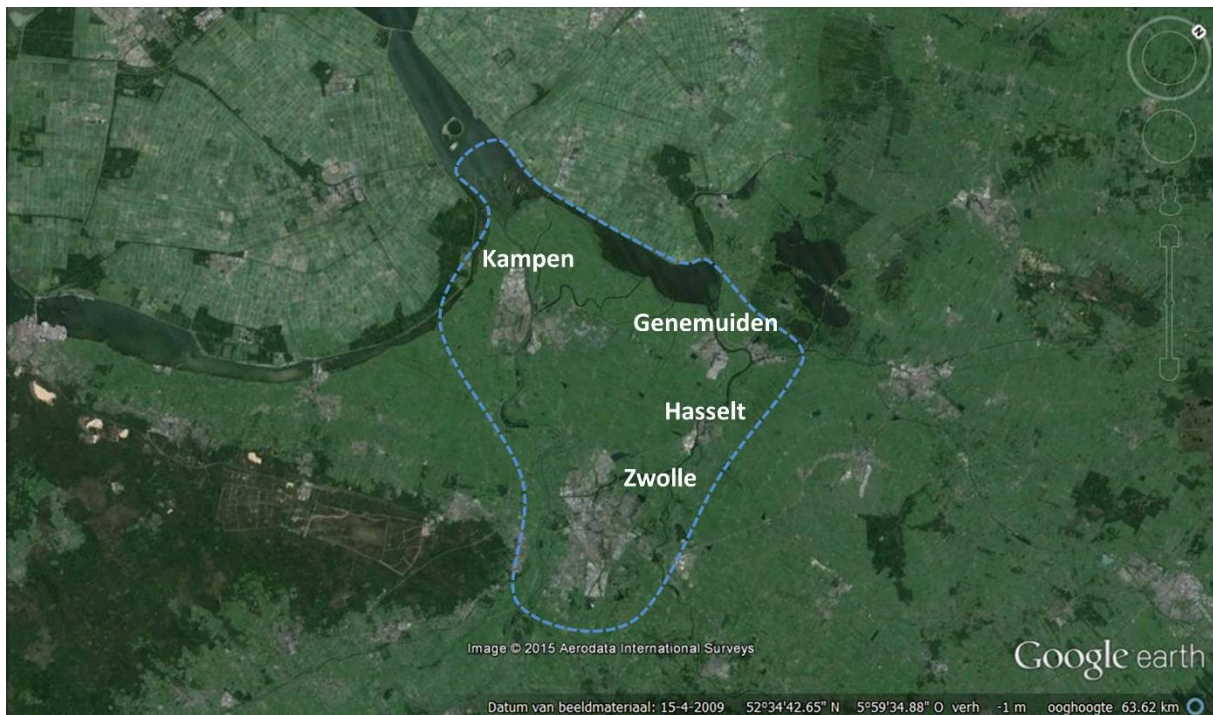 N
Kampen
Genemuiden
Hasselt
Zwolle
Image © 2015 Aerodata International Surveys
Google earth
Datum van beeldmateriaal: 15-4-2009 52°34'42.65" N 5°59'34.88" O verh -1 m ooghoogte 63.62 km